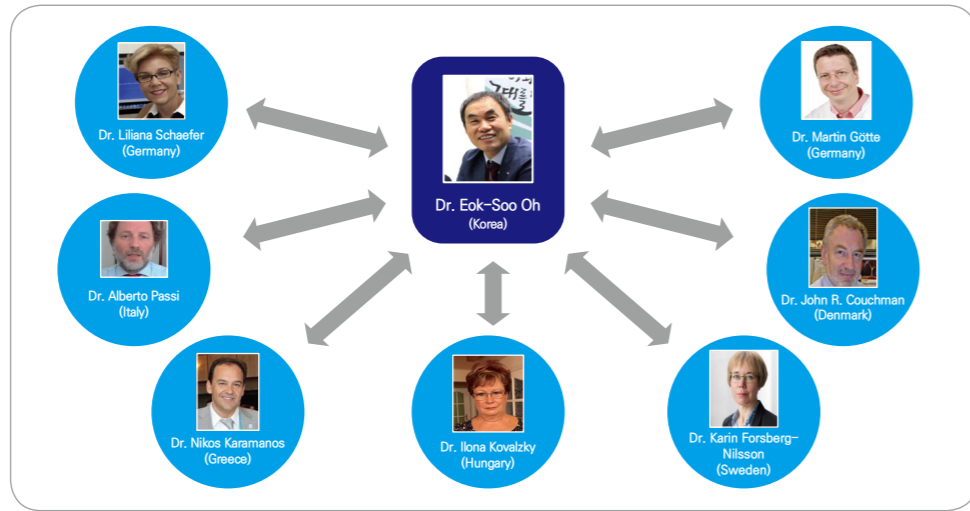 Dr. Liliana Schaefer
(Germany)
Dr. Eok-Soo Oh
(Korea)
Dr. Martin Götte
(Germany)
Dr. Alberto Passi
(Italy)
Dr. John R. Couchman
(Denmark)
Dr. Nikos Karamanos
(Greece)
Dr. Ilona Kovalzky
(Hungary)
Dr. Karin Forsberg-
Nilsson
(Sweden)